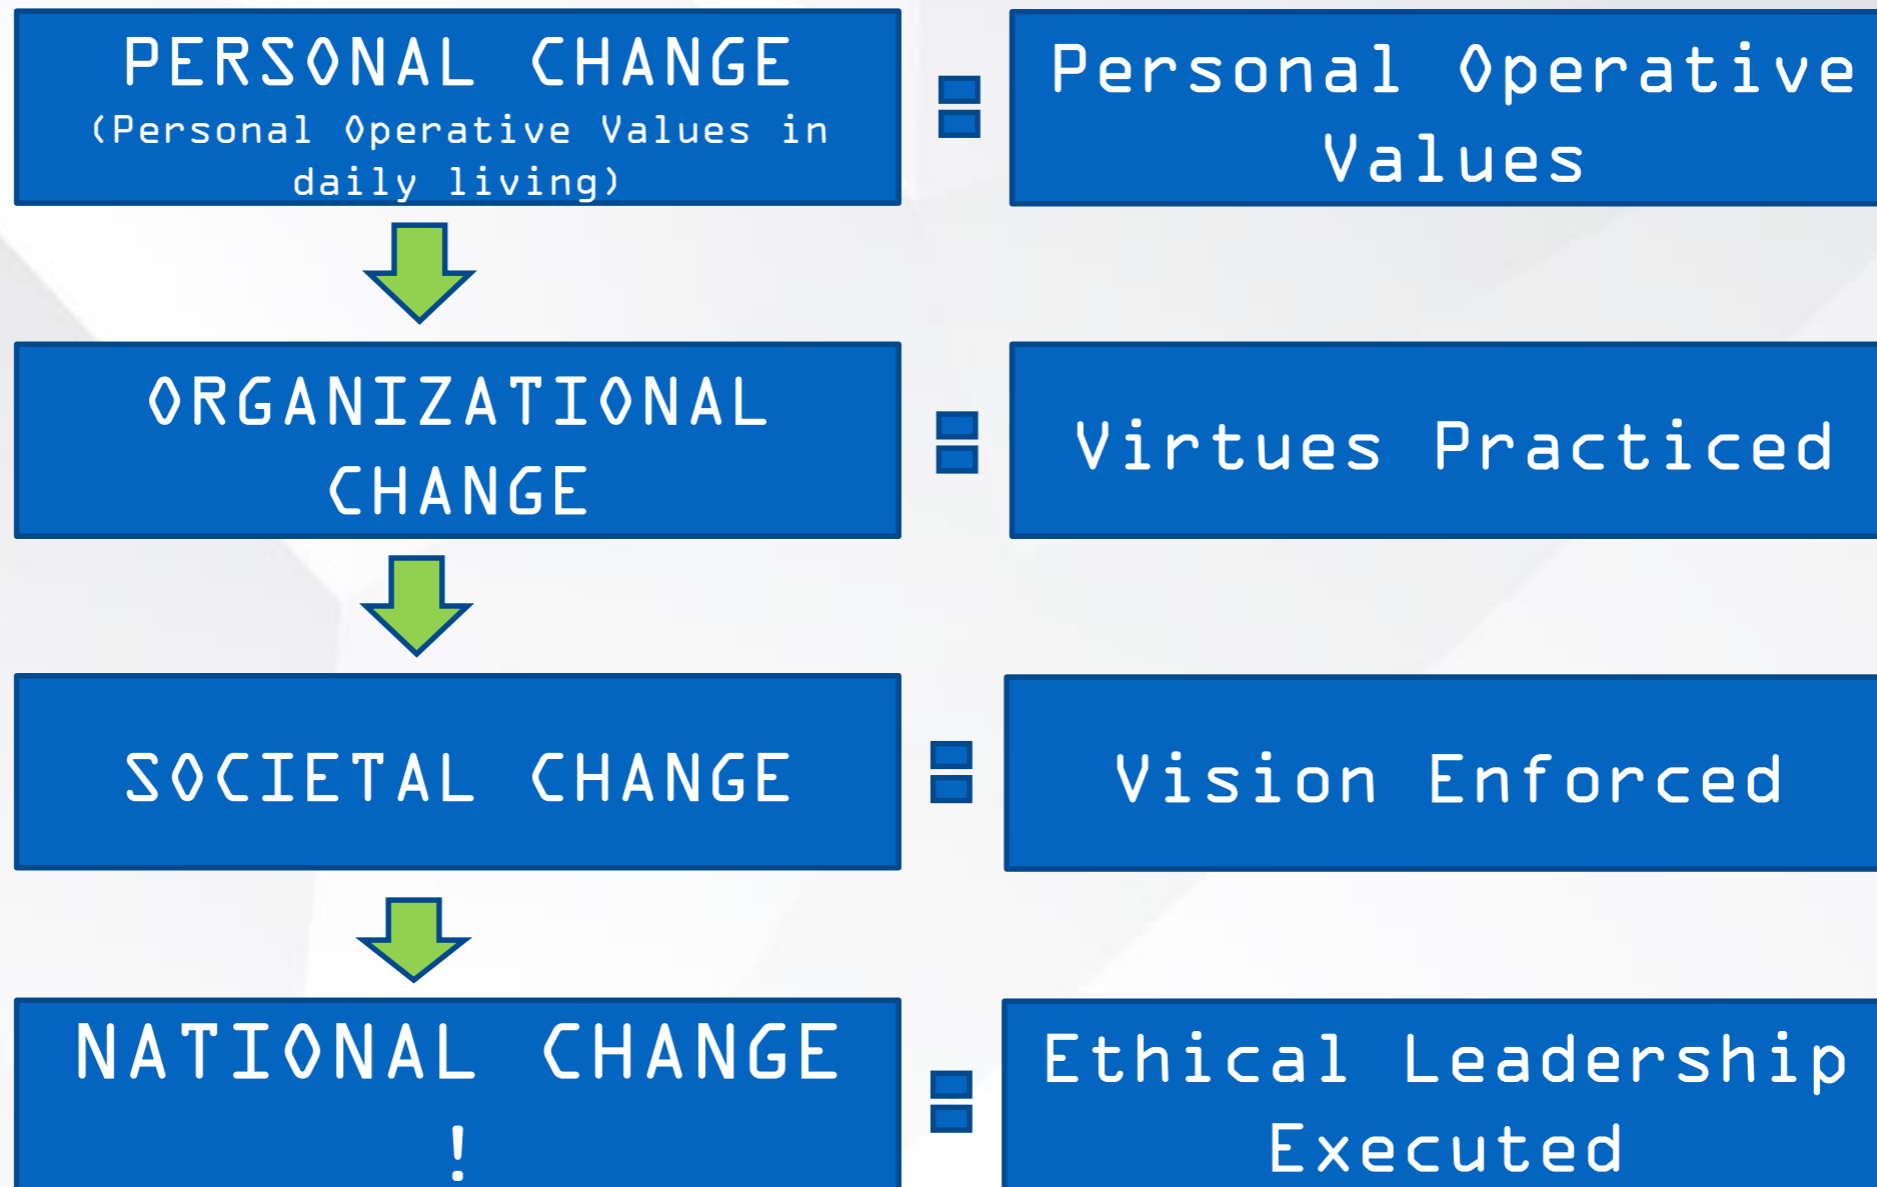 PERSONAL CHANGE
(Personal Operative Values in
daily living)
Personal Operative
Values
ORGANIZATIONAL
CHANGE
Virtues Practiced
SOCIETAL CHANGE
Vision Enforced
NATIONAL CHANGE
!
Ethical Leadership
Executed